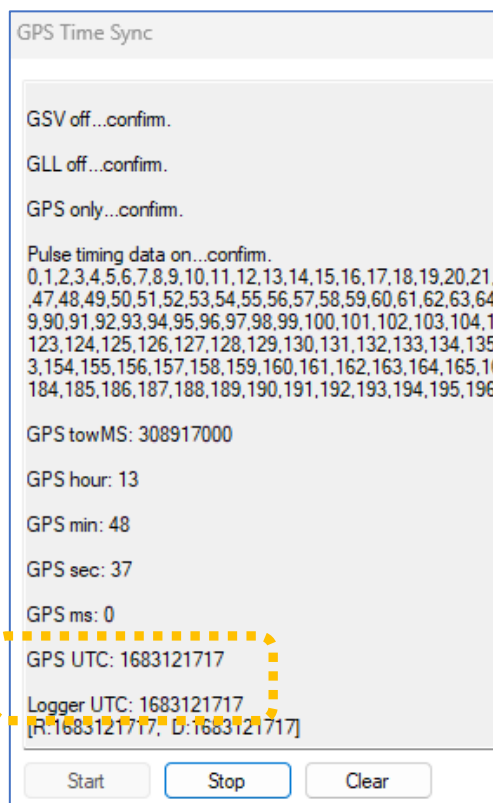 GPS Time Sync
GSV off...confirm.
GLL off...confirm.
GPS only...confirm.
Pulse timing data on...confirm.
0,1,2,3,4,5,6,7,8,9,10,11,12,13,14,15,16,17,18,19,20,21,
,47,48,49,50,51,52,53,54,55,56,57,58,59,60,61,62,63,64
9,90,91,92,93,94,95,96,97,98,99,100,101,102,103,104,1
123,124,125,126,127,128,129,130,131,132,133,134,135
3,154,155,156,157,158,159,160,161,162,163,164,165,16
184,185,186,187,188,189,190,191,192,193,194,195,196
GPS towMS: 308917000
GPS hour: 13
GPS min: 48
GPS sec: 37
GPS ms: 0
GPS UTC: 1683121717
Logger UTC: 1683121717
[R:1683121717, D:1683121717]
Start Stop Clear